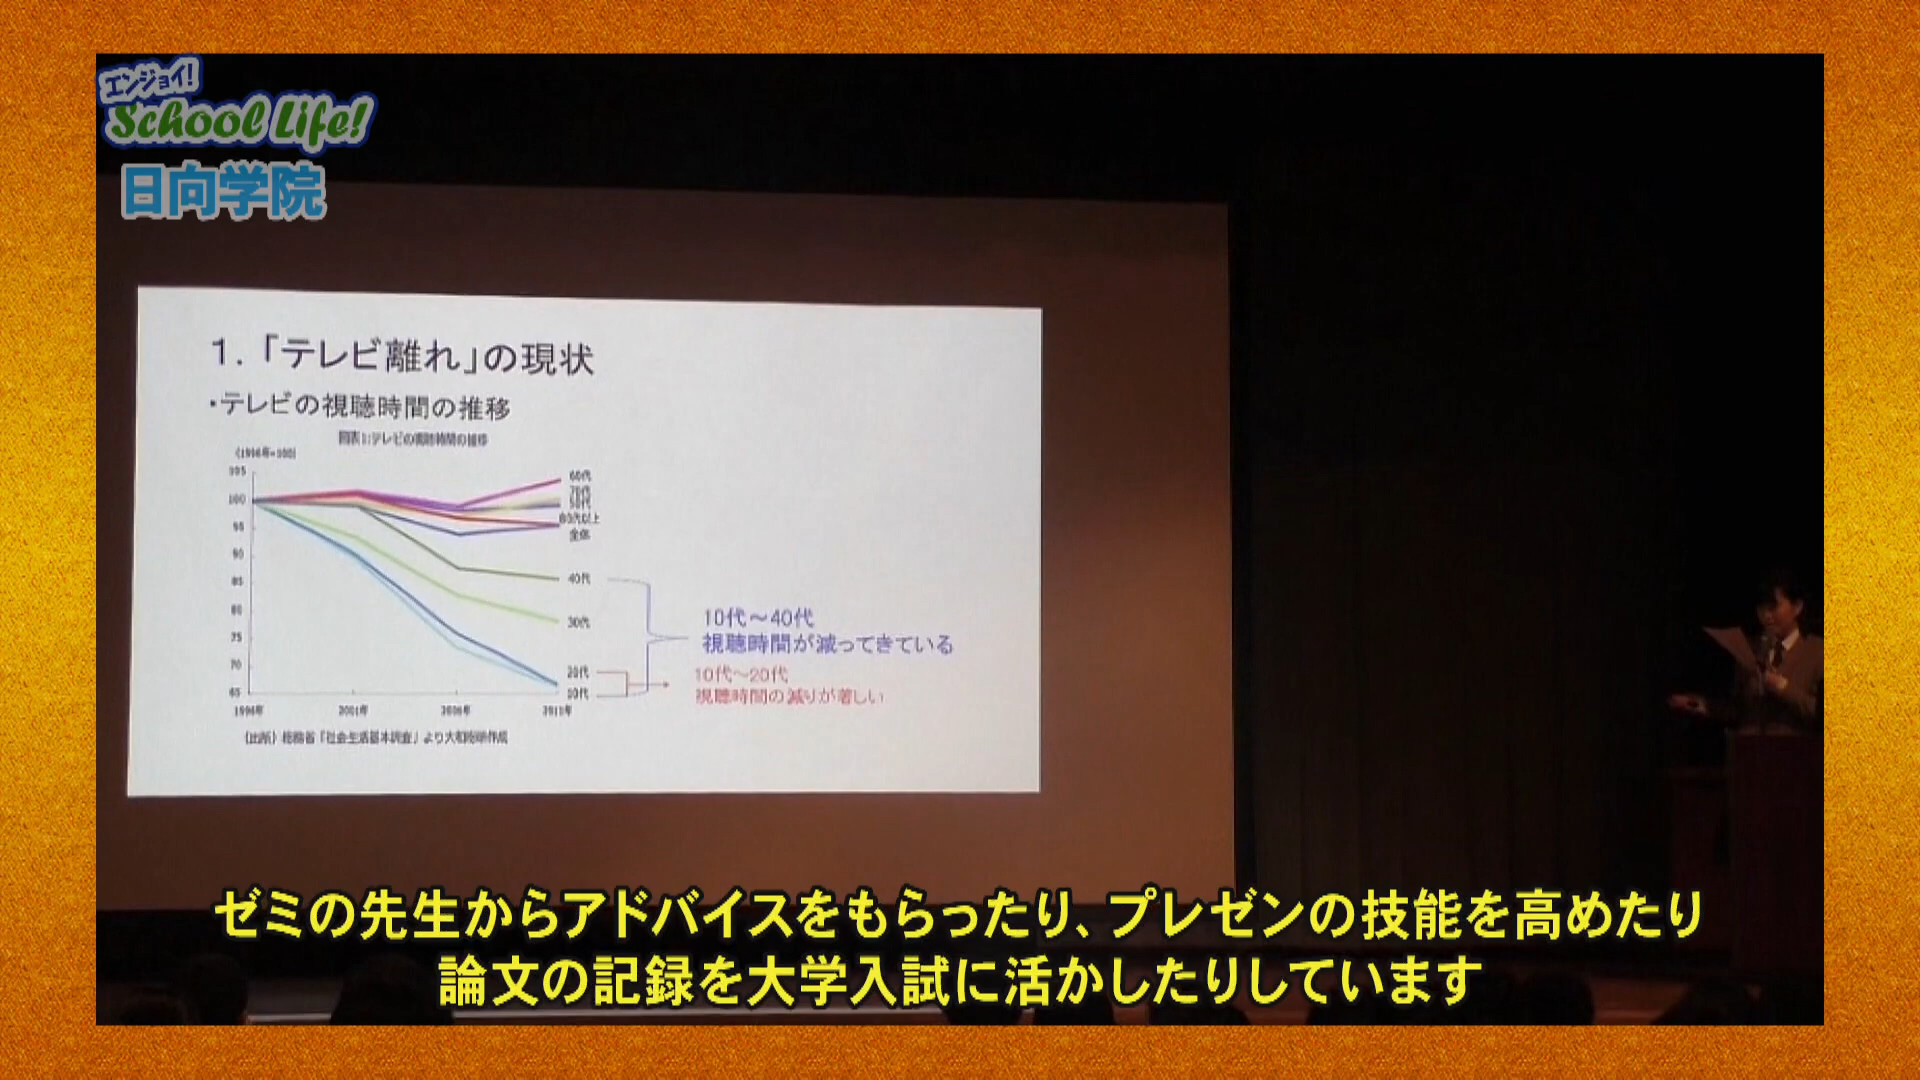 エンジョイ!
School Life!
日向学院
1. 「テレビ離れ」の現状
・テレビの視聴時間の推移
図表1:テレビの視聴時間の推移
(1996年=100)
105
100
95
90
85
80
75
70
65
1996年
2001年
2006年
2011年
60代
70代
50代
80代以上
全体
40代
30代
20代
10代
10代～40代
視聴時間が減ってきている
10代～20代
視聴時間の減りが著しい
(出所) 総務省「社会生活基本調査」より
ゼミの先生からアドバイスをもらったり、プレゼンの技能を高めたり
論文の記録を大学入試に活かしたりしています